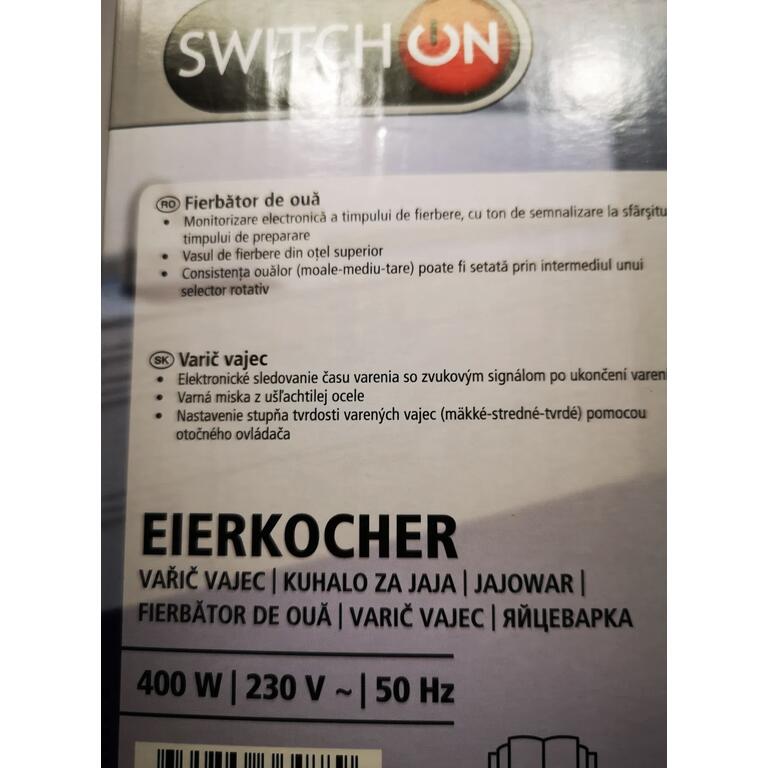 SWITCH ON
RO Fierbător de ouă
• Monitorizare electronică a timpului de fierbere, cu ton de semnalizare la sfârșitu
timpului de preparare
• Vasul de fierbere din oțel superior
• Consistența ouălor (moale-mediu-tare) poate fi setată prin intermediul unui
selector rotativ
SK Varič vajec
• Elektronické sledovanie času varenia so zvukovým signálom po ukončení varen
• Varná miska z ušľachtilej ocele
• Nastavenie stupňa tvrdosti varených vajec (mäkké-stredné-tvrdé) pomocou
otočného ovládača
EIERKOCHER
VAŘIČ VAJEC | KUHALO ZA JAJA | JAJOWAR |
FIERBĂTOR DE OUĂ | VARIČ VAJEC | ЯЙЦЕВАРКА
400 W | 230 V ~ | 50 Hz